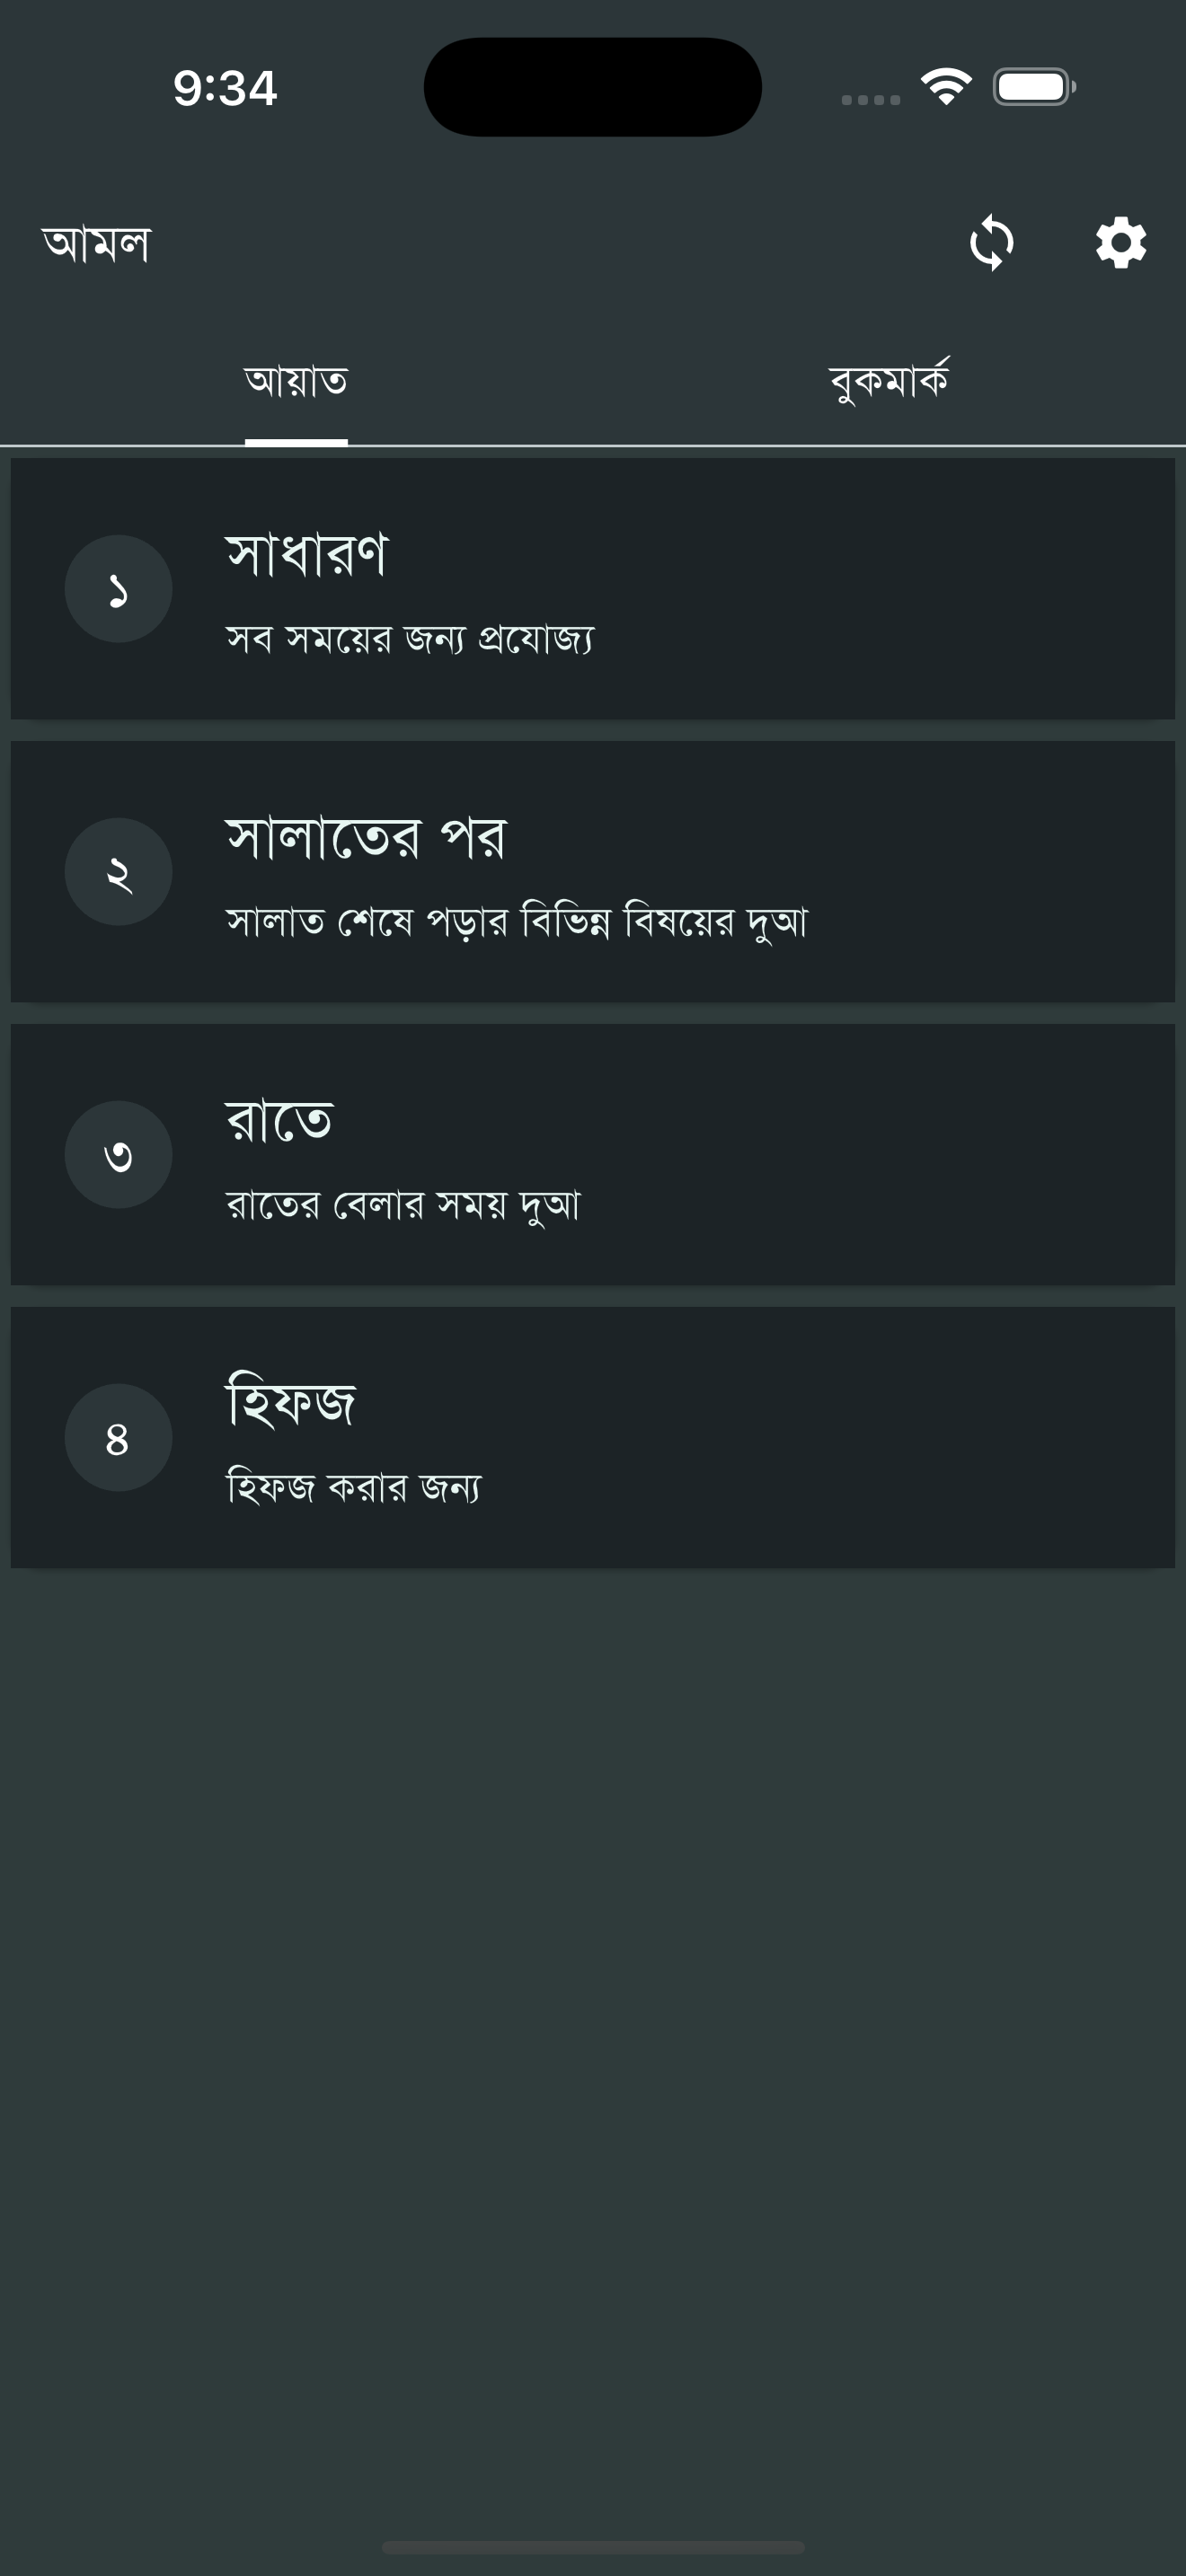 9:34
আমল
আয়াত বুকমার্ক
১
সাধারণ
সব সময়ের জন্য প্রযোজ্য
২
সালাতের পর
সালাত শেষে পড়ার বিভিন্ন বিষয়ের দুআ
৩
রাতে
রাতের বেলার সময় দুআ
৪
হিফজ
হিফজ করার জন্য